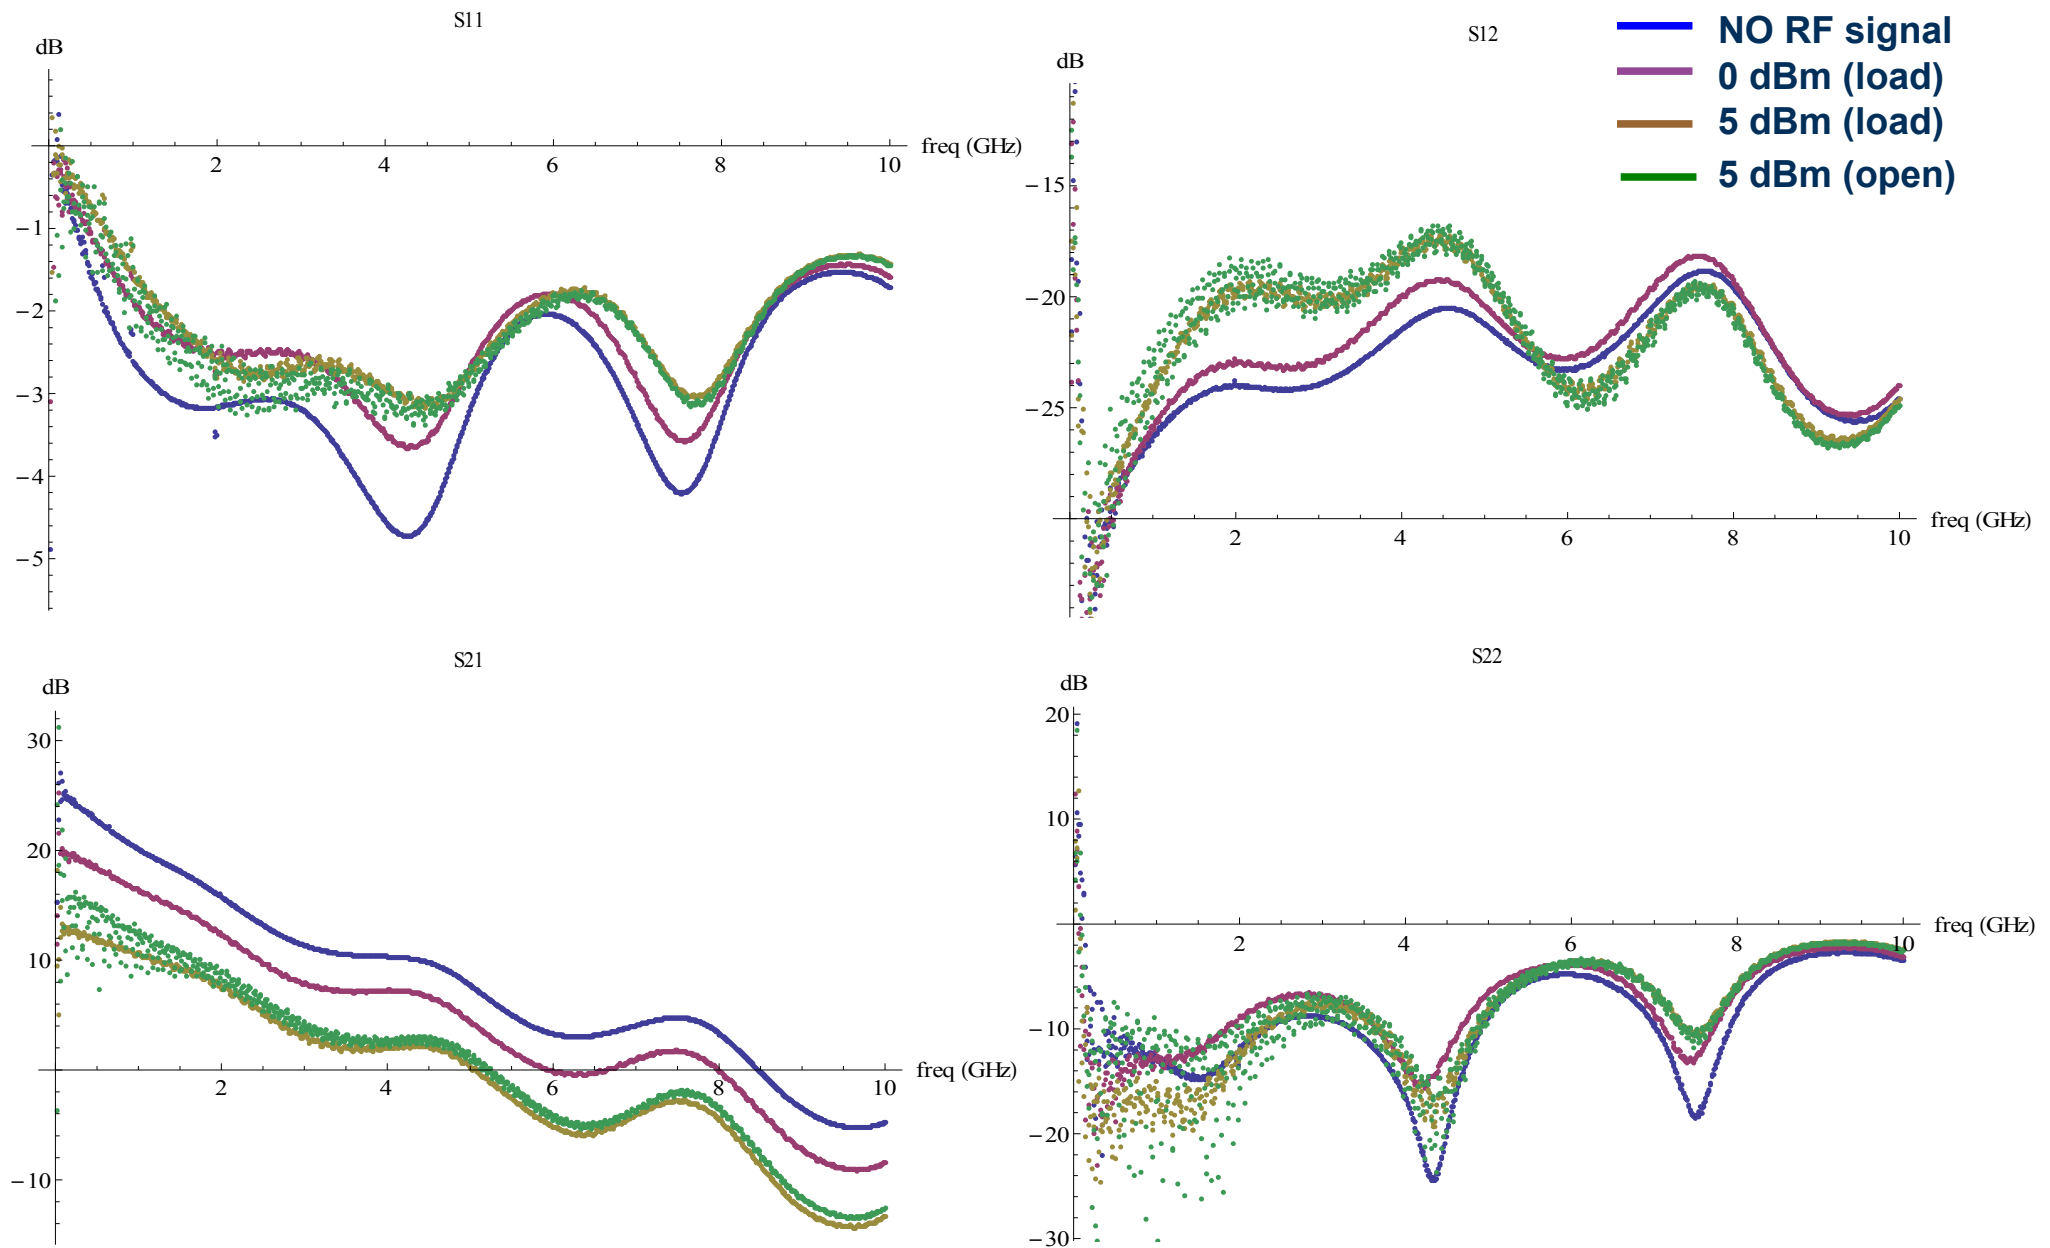 S11
dB
freq (GHz)
2
4
6
8
10
−1
−2
−3
−4
−5
S12
dB
NO RF signal
0 dBm (load)
5 dBm (load)
5 dBm (open)
−15
−20
−25
freq (GHz)
2
4
6
8
10
S21
dB
30
20
10
−10
freq (GHz)
2
4
6
8
10
S22
dB
20
10
−10
−20
−30
freq (GHz)
2
4
6
8
10